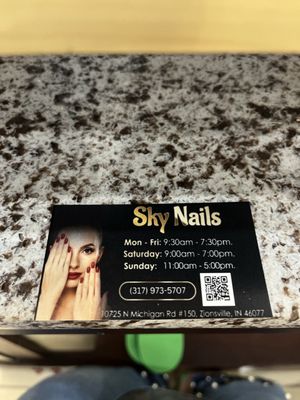 Sky Nails
Mon - Fri: 9:30am - 7:30pm.
Saturday: 9:00am - 7:00pm.
Sunday: 11:00am - 5:00pm.
(317) 973-5707
10725 N Michigan Rd #150, Zionsville, IN 46077